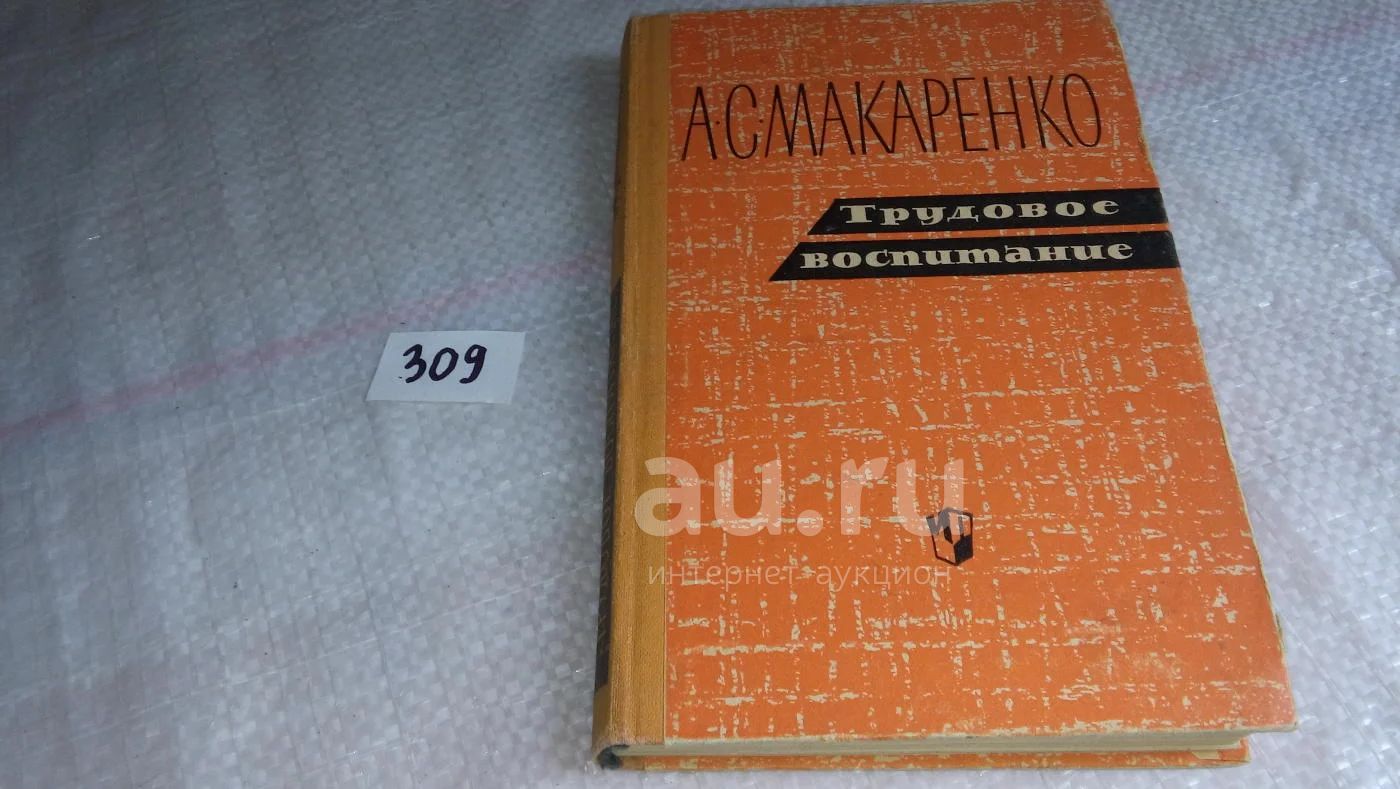 А·С·МАКАРЕНКО
Трудовое
воспитание
309
au.ru
интернет-аукцион